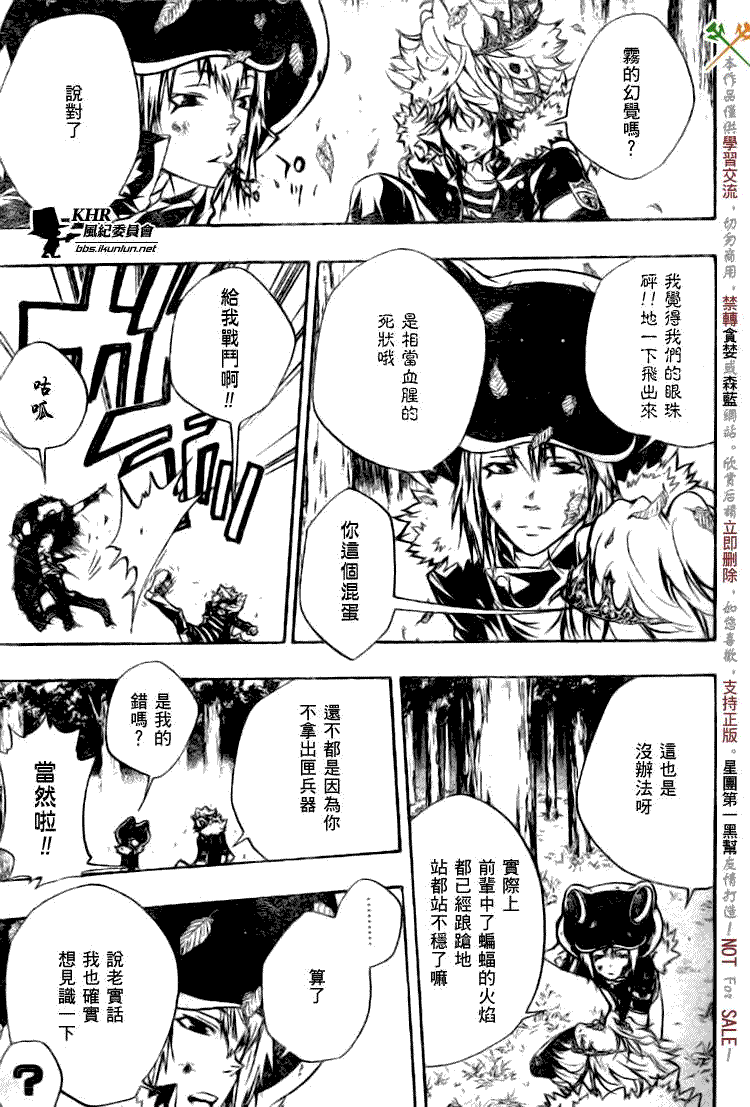 霧的幻覺嗎？
說對了
KHR
風紀委員會
bbs.ikunlun.net
我覺得我們的眼珠
砰!!地一下飛出來
是相當血腥的
死狀哦
你這個混蛋
給我戰鬥啊!!
咕呱
這也是
沒辦法呀
實際上
前輩中了蝙蝠的火焰
都已經踉蹌地
站都站不穩了嘛
還不都是因為你
不拿出匣兵器
是我的
錯嗎？
當然啦!!
………
算了
說老實話
我也確實
想見識一下
？
本作品僅供學習交流，切勿商用，禁轉貪婪或森藍網站。欣賞后請立即刪除，如您喜歡，支持正版。星團第一黑幫友情打造—NOT For SALE—